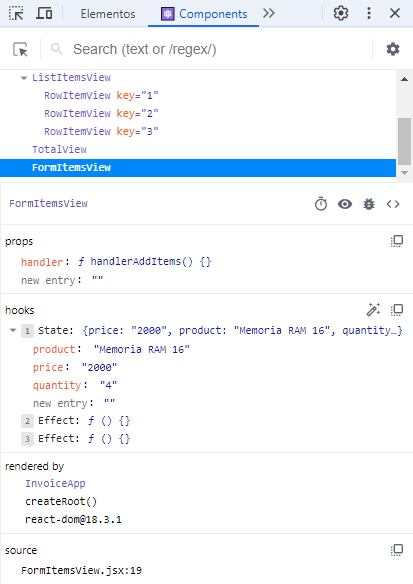 Elementos Components
Search (text or /regex/)
ListItemsView
RowItemView key="1"
RowItemView key="2"
RowItemView key="3"
TotalView
FormItemsView
FormItemsView
props
handler: ƒ handlerAddItems() {}
new entry: ""
hooks
1 State: {price: "2000", product: "Memoria RAM 16", quantity…}
product: "Memoria RAM 16"
price: "2000"
quantity: "4"
new entry: ""
2 Effect: ƒ () {}
3 Effect: ƒ () {}
rendered by
InvoiceApp
createRoot()
react-dom@18.3.1
source
FormItemsView.jsx:19